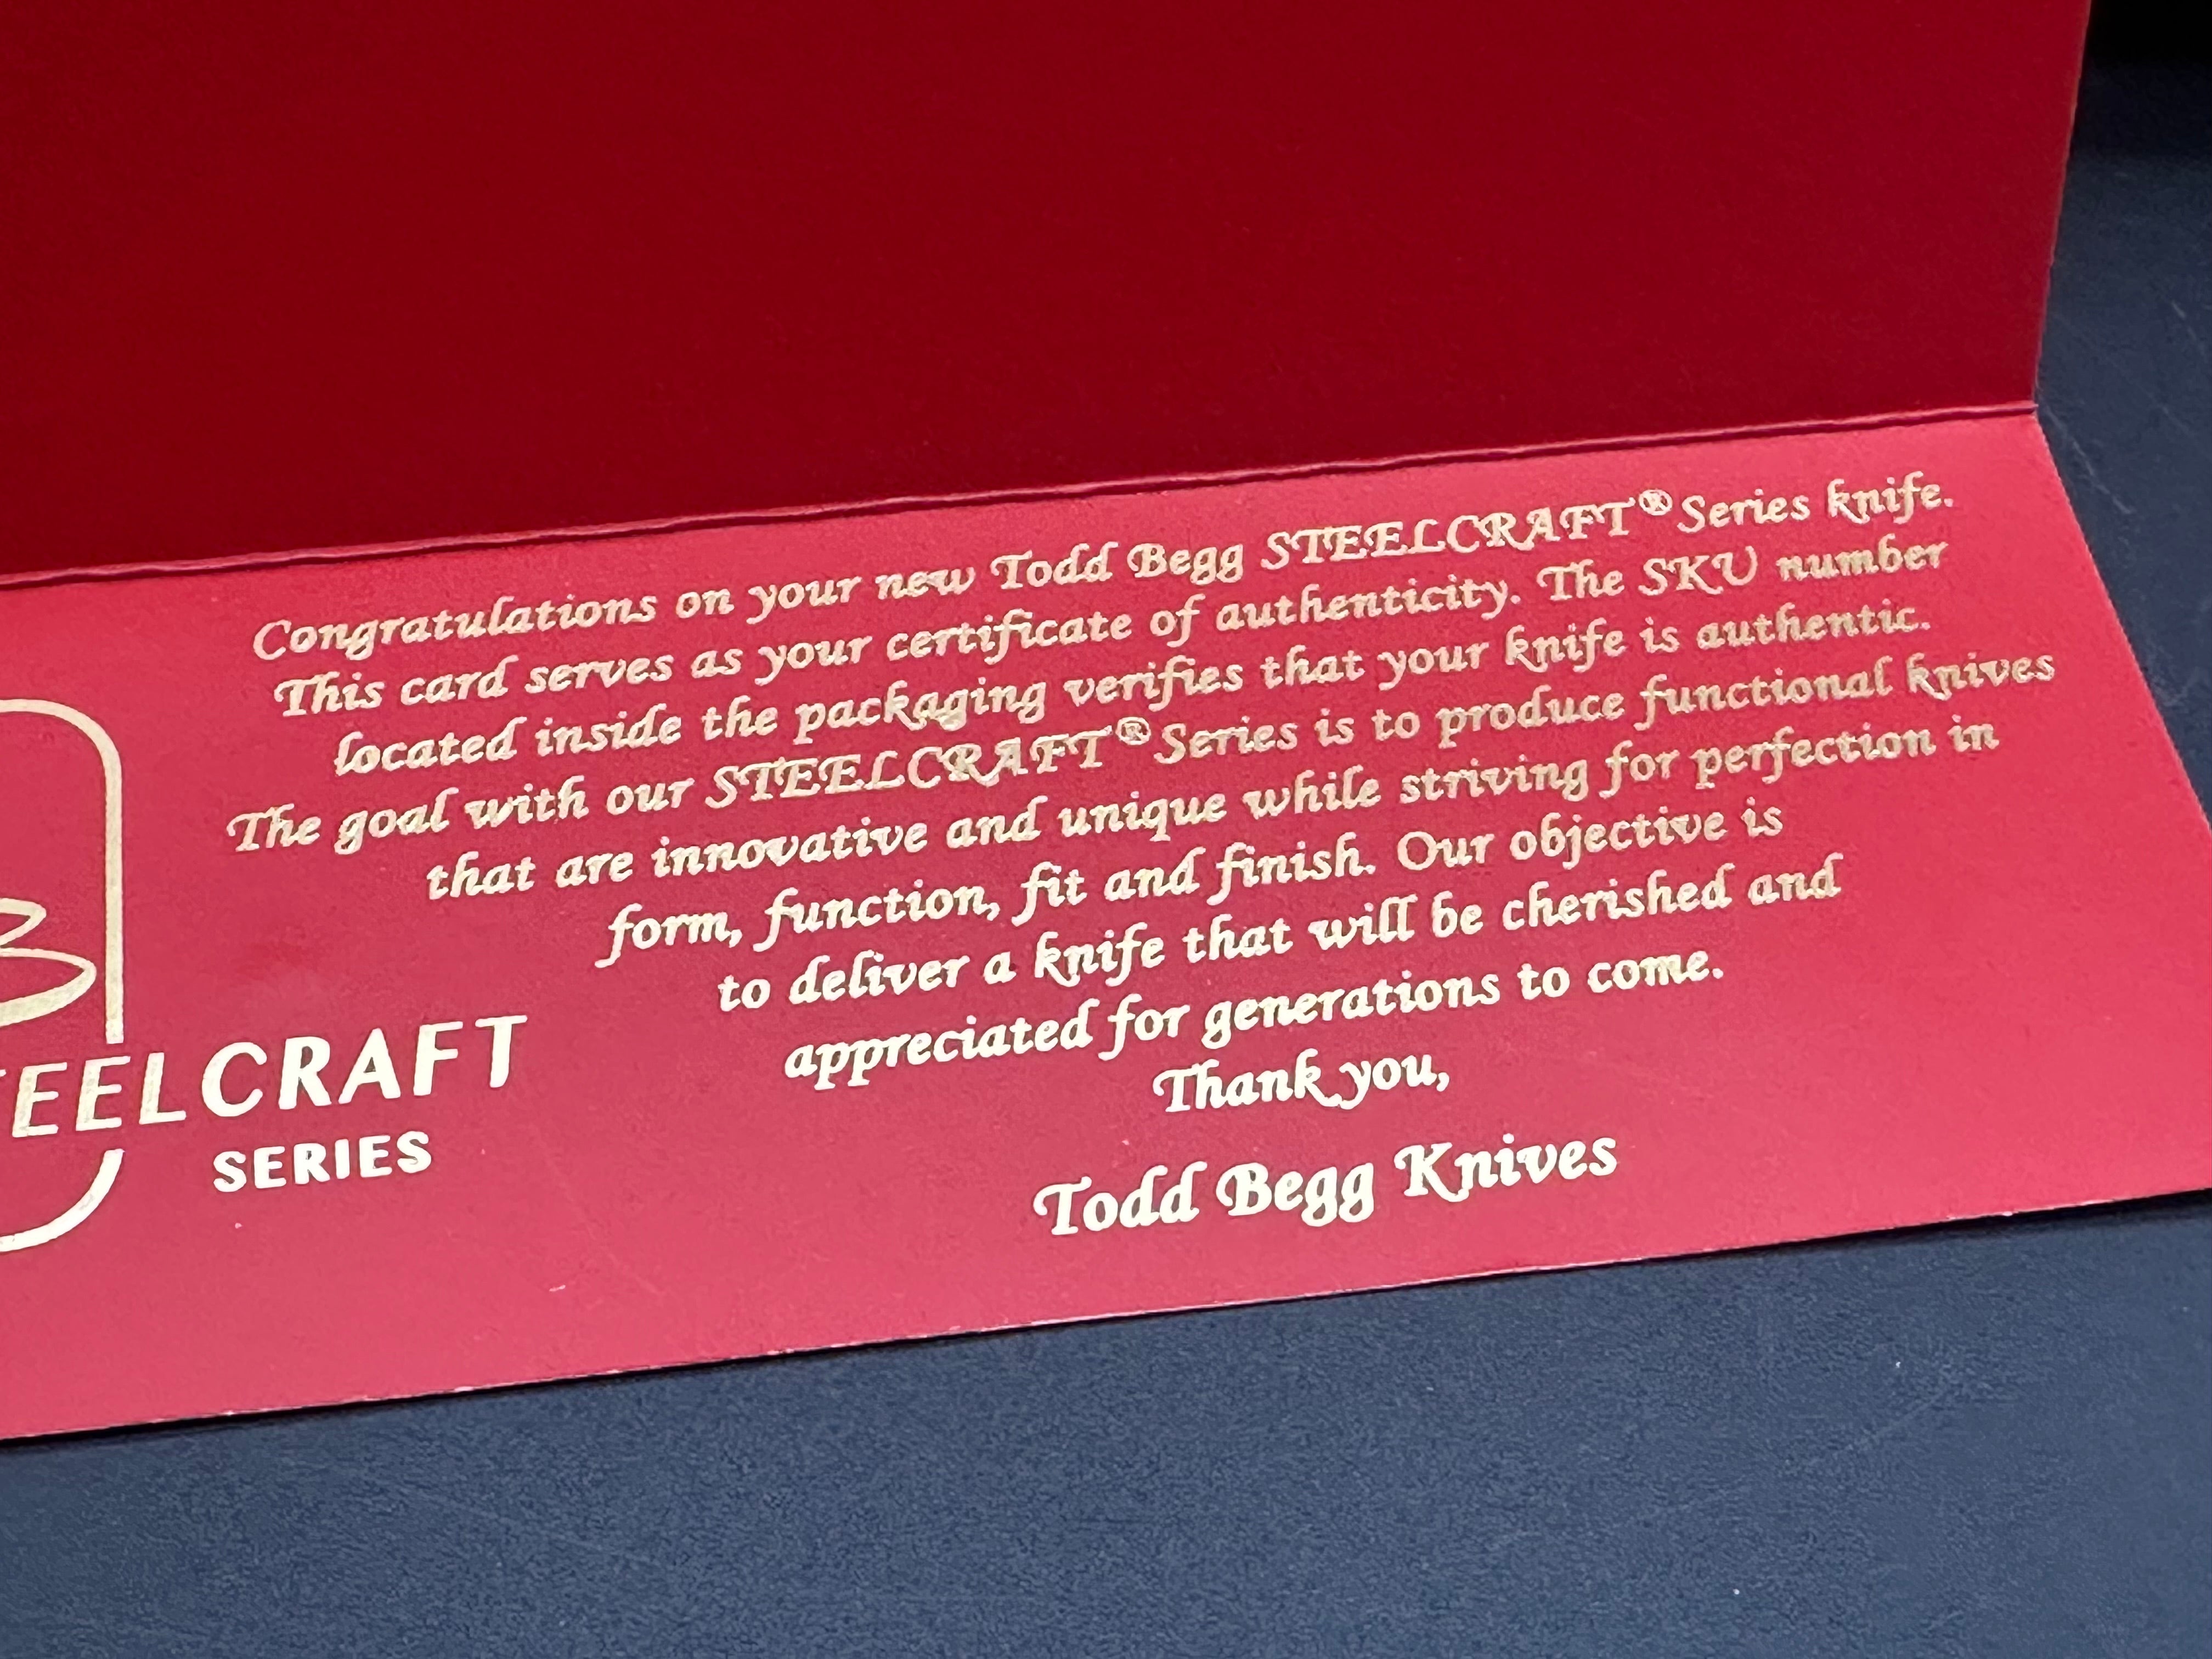 Congratulations on your new Todd Begg STEELCRAFT® Series knife.
This card serves as your certificate of authenticity. The SKU number
located inside the packaging verifies that your knife is authentic.
The goal with our STEELCRAFT® Series is to produce functional knives
that are innovative and unique while striving for perfection in
form, function, fit and finish. Our objective is
to deliver a knife that will be cherished and
appreciated for generations to come.
Thank you,
Todd Begg Knives
B
TEELCRAFT
SERIES